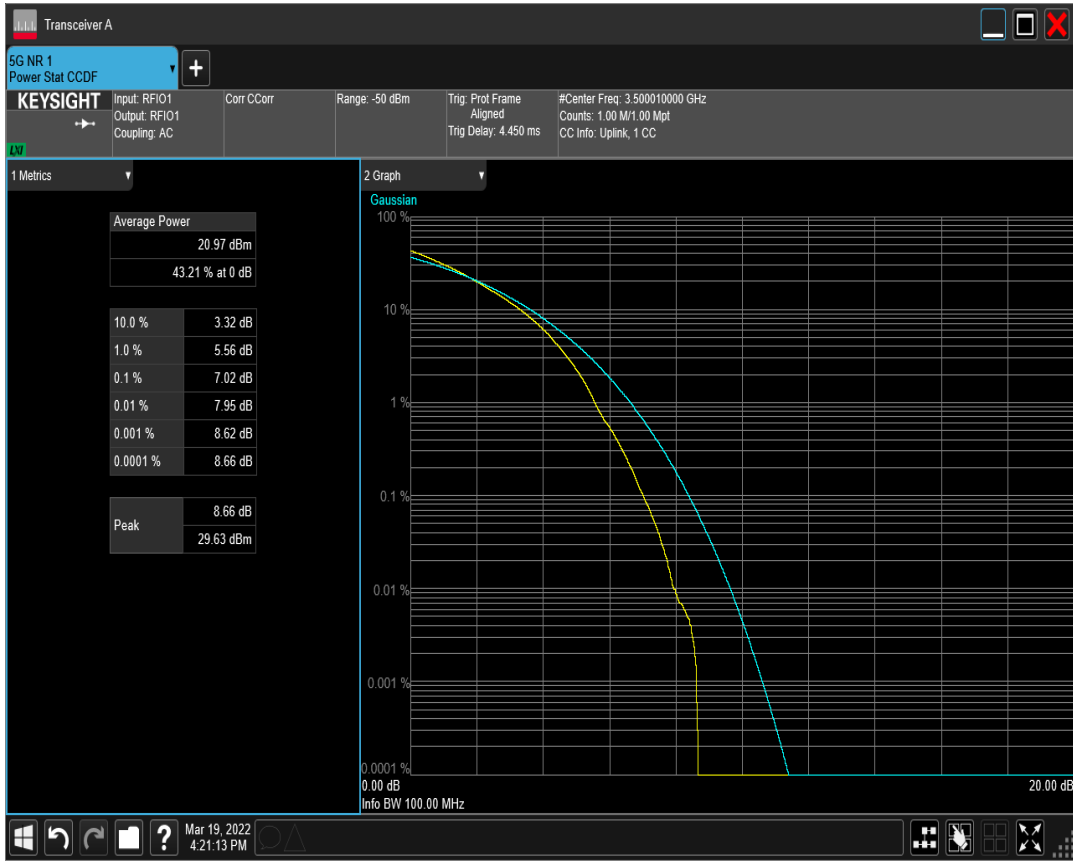 Transceiver A
5G NR 1
Power Stat CCDF
+
KEYSIGHT
LXI
Input: RFIO1
Output: RFIO1
Coupling: AC
Corr CCorr
Range: -50 dBm
Trig: Prot Frame
Aligned
Trig Delay: 4.450 ms
#Center Freq: 3.500010000 GHz
Counts: 1.00 M/1.00 Mpt
CC Info: Uplink, 1 CC
1 Metrics
Average Power
20.97 dBm
43.21 % at 0 dB
10.0 % 3.32 dB
1.0 % 5.56 dB
0.1 % 7.02 dB
0.01 % 7.95 dB
0.001 % 8.62 dB
0.0001 % 8.66 dB
Peak
8.66 dB
29.63 dBm
2 Graph
Gaussian
100 %
10 %
1 %
0.1 %
0.01 %
0.001 %
0.0001 %
0.00 dB 20.00 dB
Info BW 100.00 MHz
?
Mar 19, 2022
4:21:13 PM